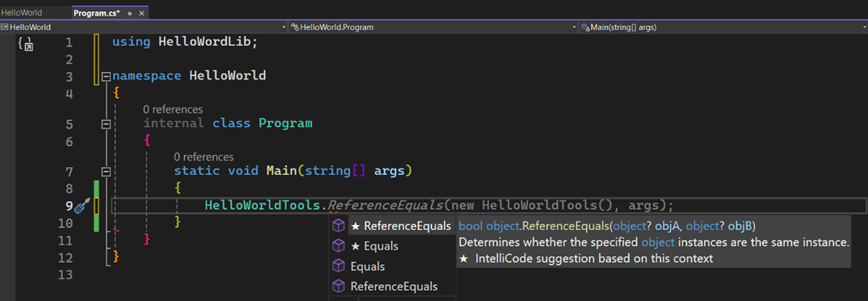 HelloWorld Program.cs*
HelloWorld HelloWorld.Program Main(string[] args)
1 using HelloWordLib;
2
3 namespace HelloWorld
4 {
0 references
5 internal class Program
6 {
0 references
7 static void Main(string[] args)
8 {
9 HelloWorldTools.ReferenceEquals(new HelloWorldTools(), args);
10 }
11 }
12 }
13
★ ReferenceEquals
★ Equals
Equals
ReferenceEquals
bool object.ReferenceEquals(object? objA, object? objB)
Determines whether the specified object instances are the same instance.
★ IntelliCode suggestion based on this context